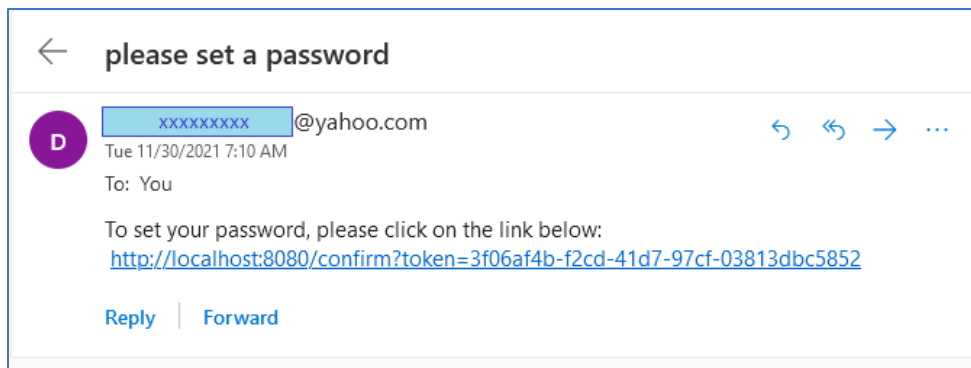 please set a password
D
xxxxxxxxx @yahoo.com
Tue 11/30/2021 7:10 AM
To: You
To set your password, please click on the link below:
http://localhost:8080/confirm?token=3f06af4b-f2cd-41d7-97cf-03813dbc5852
Reply Forward